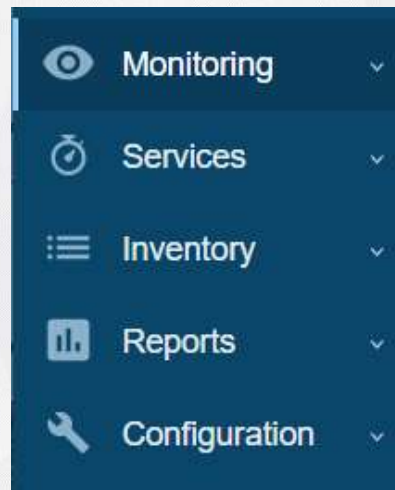 Monitoring
Services
Inventory
Reports
Configuration